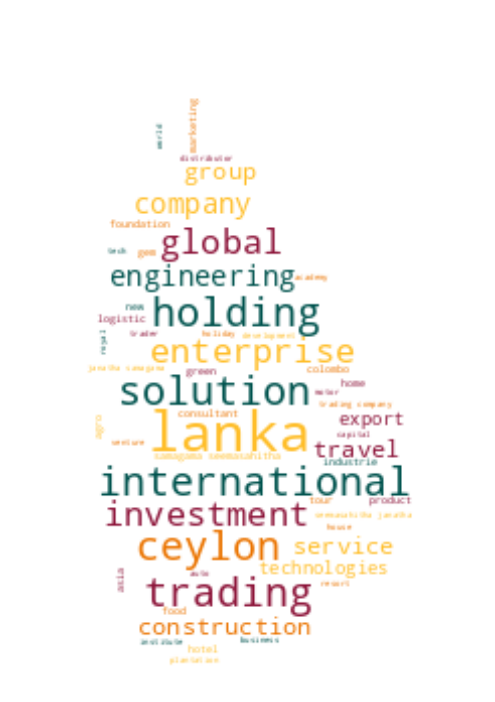 world
marketing
distributor
group
company
foundation
global
tech gem
engineering academy
new holding
logistic
royal trader holiday development
enterprise
janatha samagama green colombo
solution home
motor
agro consultant trading company
lanka export
venture capital
samagama seemasahitha travel
industrie
international
tour product
investment seemasahitha janatha
house
ceylon service
technologies
asia auto resort
trading
food
construction
institute business
hotel
plantation